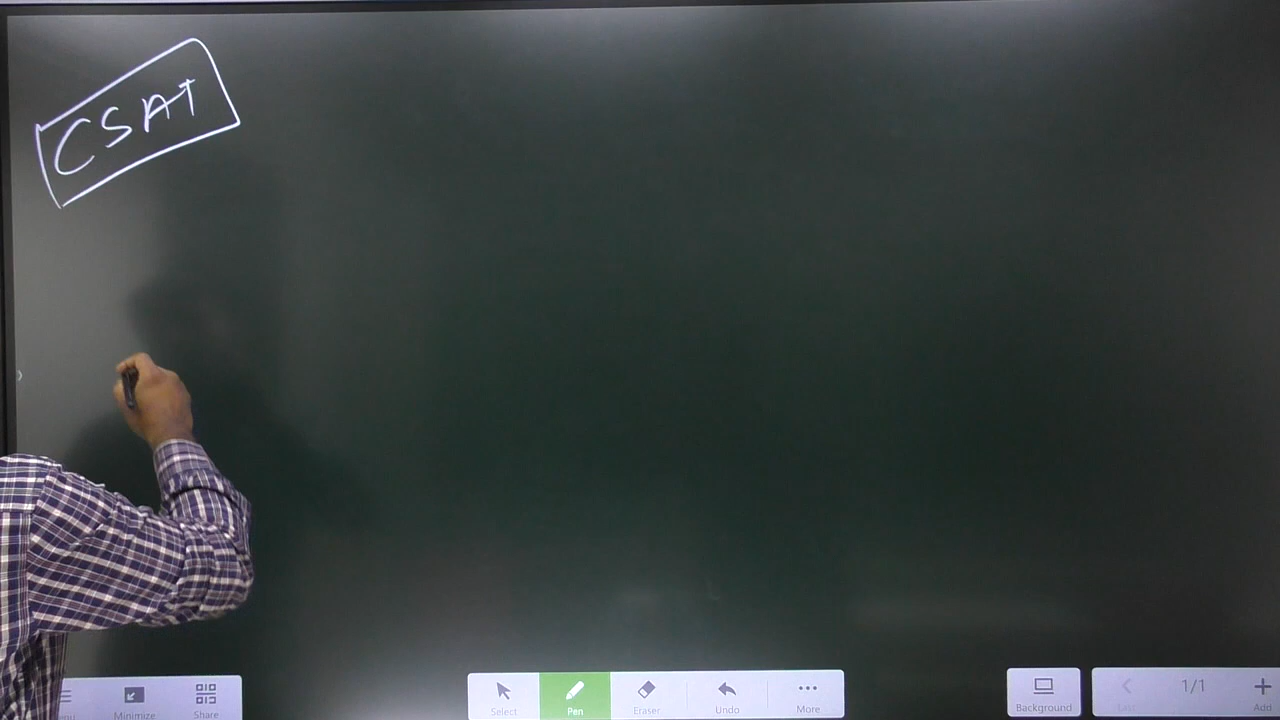 CSAT
Minimize
Share
Select
Pen
Eraser
Undo
More
Background
1/1
Add